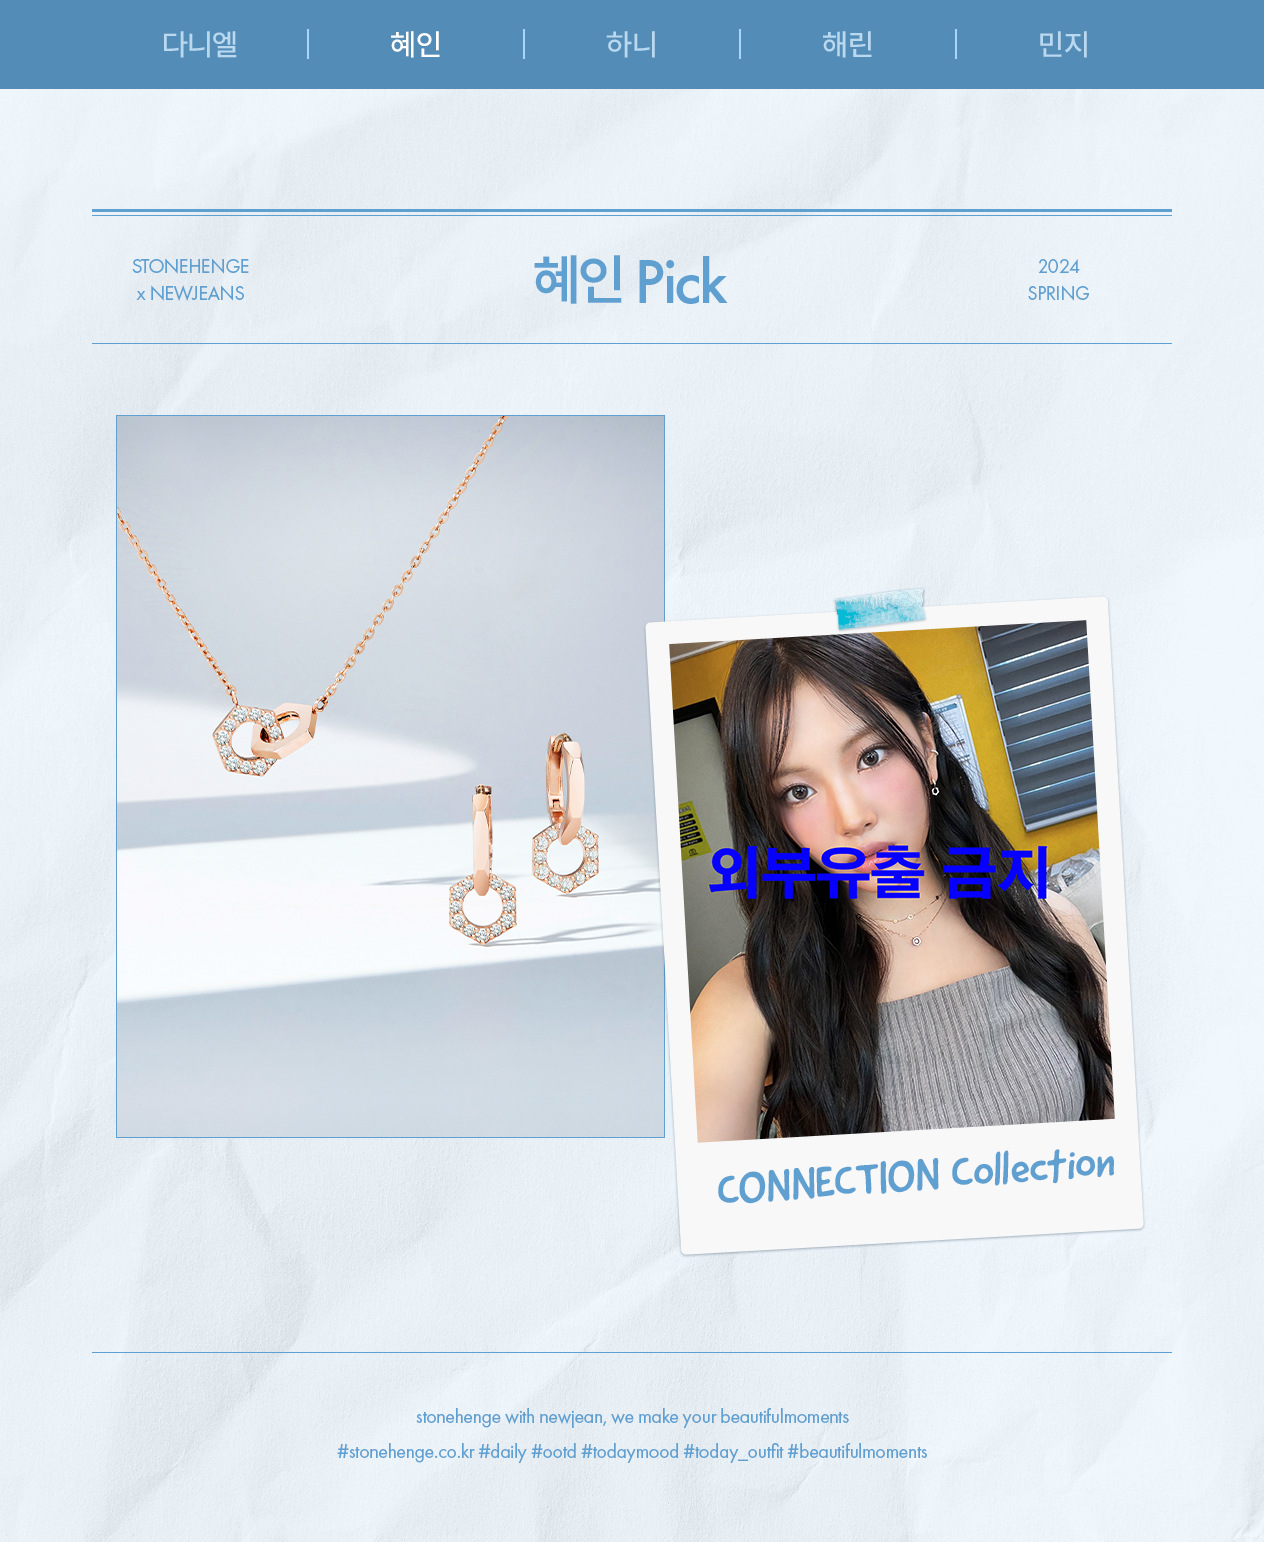 다니엘
혜인
하니
해린
민지
STONEHENGE
x NEWJEANS
혜인 Pick
2024
SPRING
외부유출 금지
CONNECTION Collection
stonehenge with newjean, we make your beautifulmoments
#stonehenge.co.kr #daily #ootd #todaymood #today_outfit #beautifulmoments